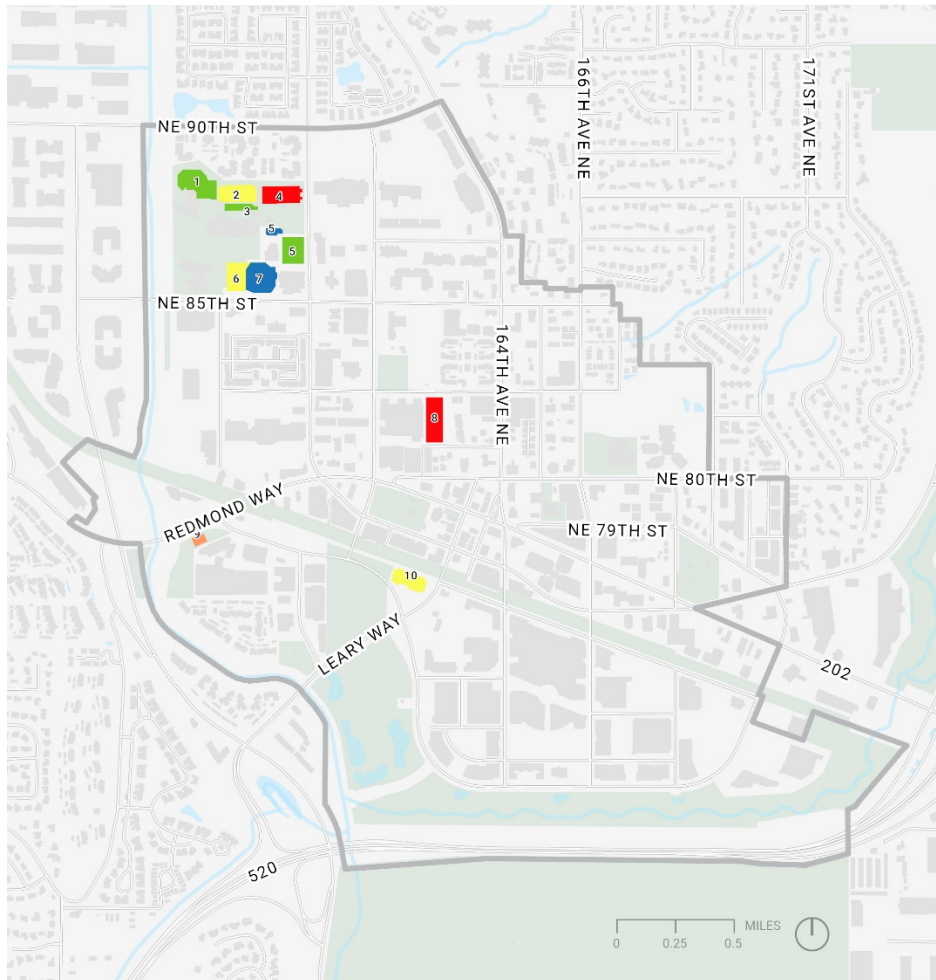 166TH AVE NE
171ST AVE NE
NE 90TH ST
1
2
4
3
5
5
6
7
NE 85TH ST
164TH AVE NE
8
NE 80TH ST
REDMOND WAY
9
NE 79TH ST
10
LEARY WAY
202
520
MILES
0 0.25 0.5